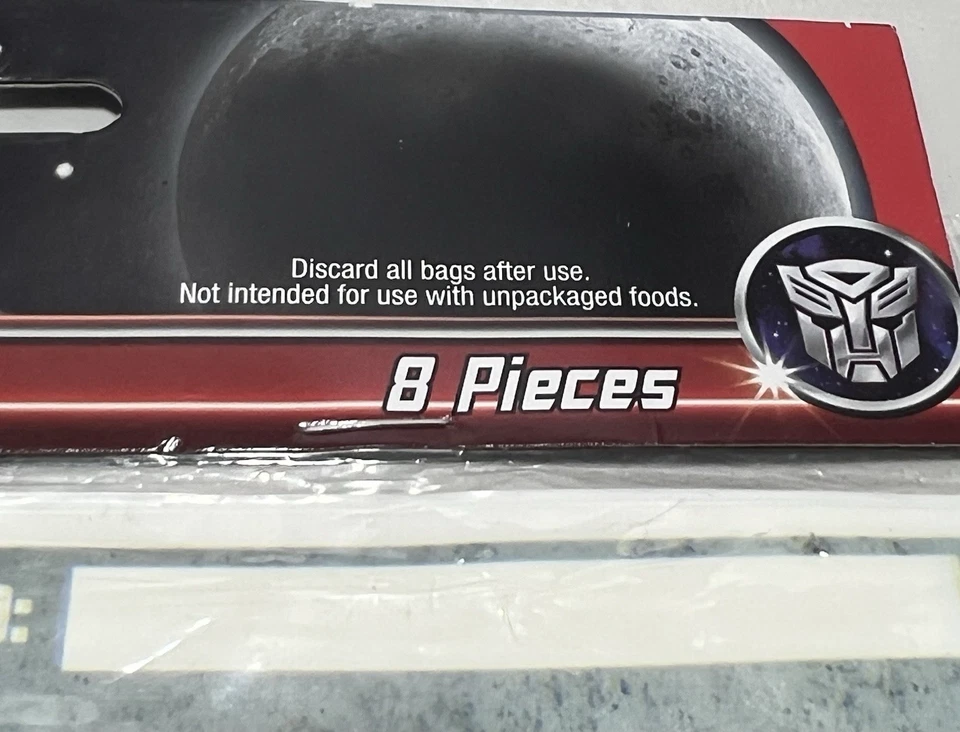 Discard all bags after use.
Not intended for use with unpackaged foods.
8 Pieces